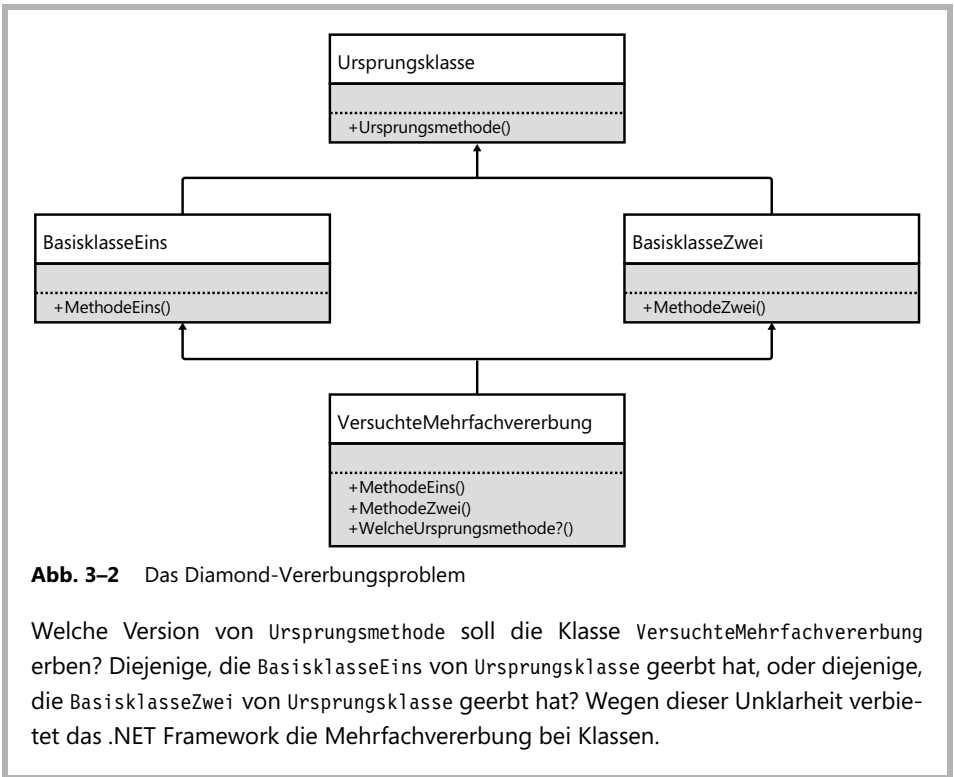 Ursprungsklasse
+Ursprungsmethode()
BasisklasseEins
+MethodeEins()
BasisklasseZwei
+MethodeZwei()
VersuchteMehrfachvererbung
+MethodeEins()
+MethodeZwei()
+WelcheUrsprungsmethode?()
Abb. 3–2 Das Diamond-Vererbungsproblem
Welche Version von Ursprungsmethode soll die Klasse VersuchteMehrfachvererbung
erben? Diejenige, die BasisklasseEins von Ursprungsklasse geerbt hat, oder diejenige,
die BasisklasseZwei von Ursprungsklasse geerbt hat? Wegen dieser Unklarheit verbie-
tet das .NET Framework die Mehrfachvererbung bei Klassen.